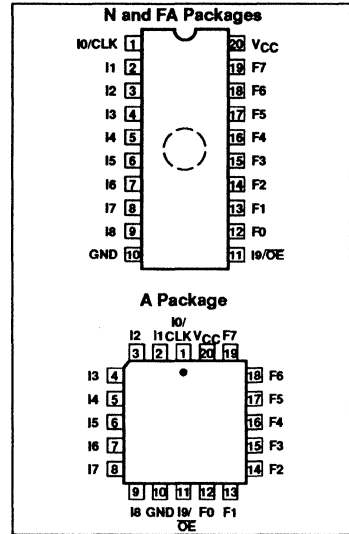 N and FA Packages
I0/CLK 1 20 VCC
I1 2 19 F7
I2 3 18 F6
I3 4 17 F5
I4 5 16 F4
I5 6 15 F3
I6 7 14 F2
I7 8 13 F1
I8 9 12 F0
GND 10 11 I9/OE
A Package
I0/
I2 I1 CLK VCC F7
3 2 1 20 19
I3 4 18 F6
I4 5 17 F5
I5 6 16 F4
I6 7 15 F3
I7 8 14 F2
9 10 11 12 13
I8 GND I9/ F0 F1
OE